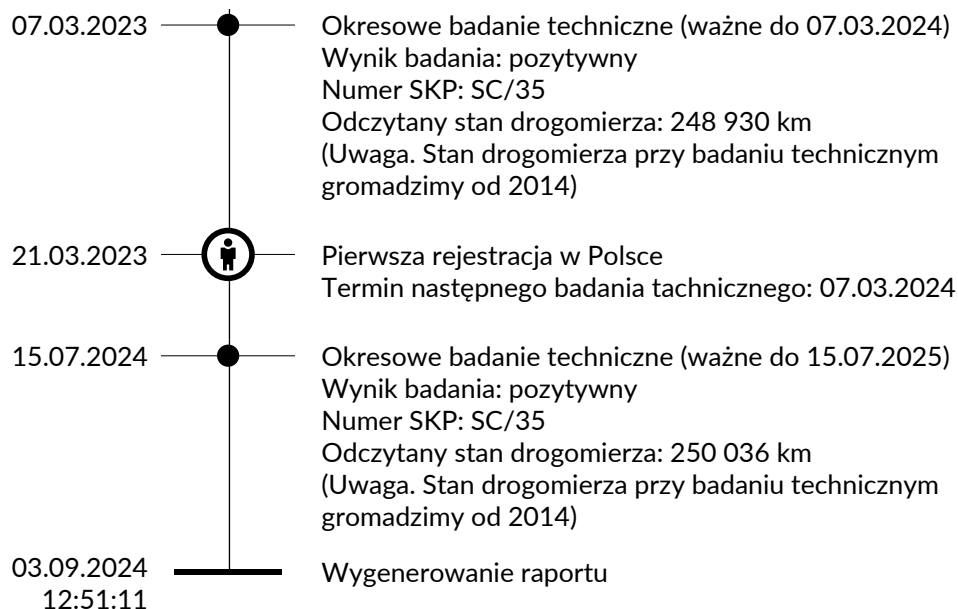 07.03.2023
Okresowe badanie techniczne (ważne do 07.03.2024)
Wynik badania: pozytywny
Numer SKP: SC/35
Odczytany stan drogomierza: 248 930 km
(Uwaga. Stan drogomierza przy badaniu technicznym
gromadzimy od 2014)
21.03.2023
Pierwsza rejestracja w Polsce
Termin następnego badania tachnicznego: 07.03.2024
15.07.2024
Okresowe badanie techniczne (ważne do 15.07.2025)
Wynik badania: pozytywny
Numer SKP: SC/35
Odczytany stan drogomierza: 250 036 km
(Uwaga. Stan drogomierza przy badaniu technicznym
gromadzimy od 2014)
03.09.2024
12:51:11
Wygenerowanie raportu